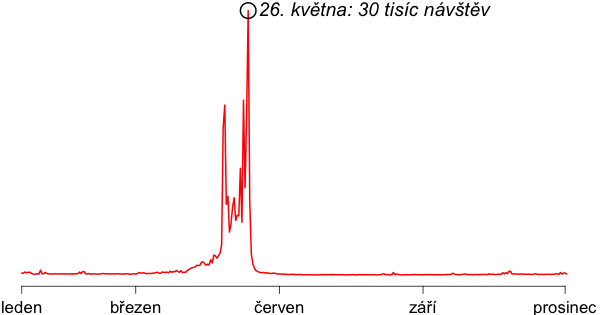 26. května: 30 tisíc návštěv
leden březen červen září prosinec